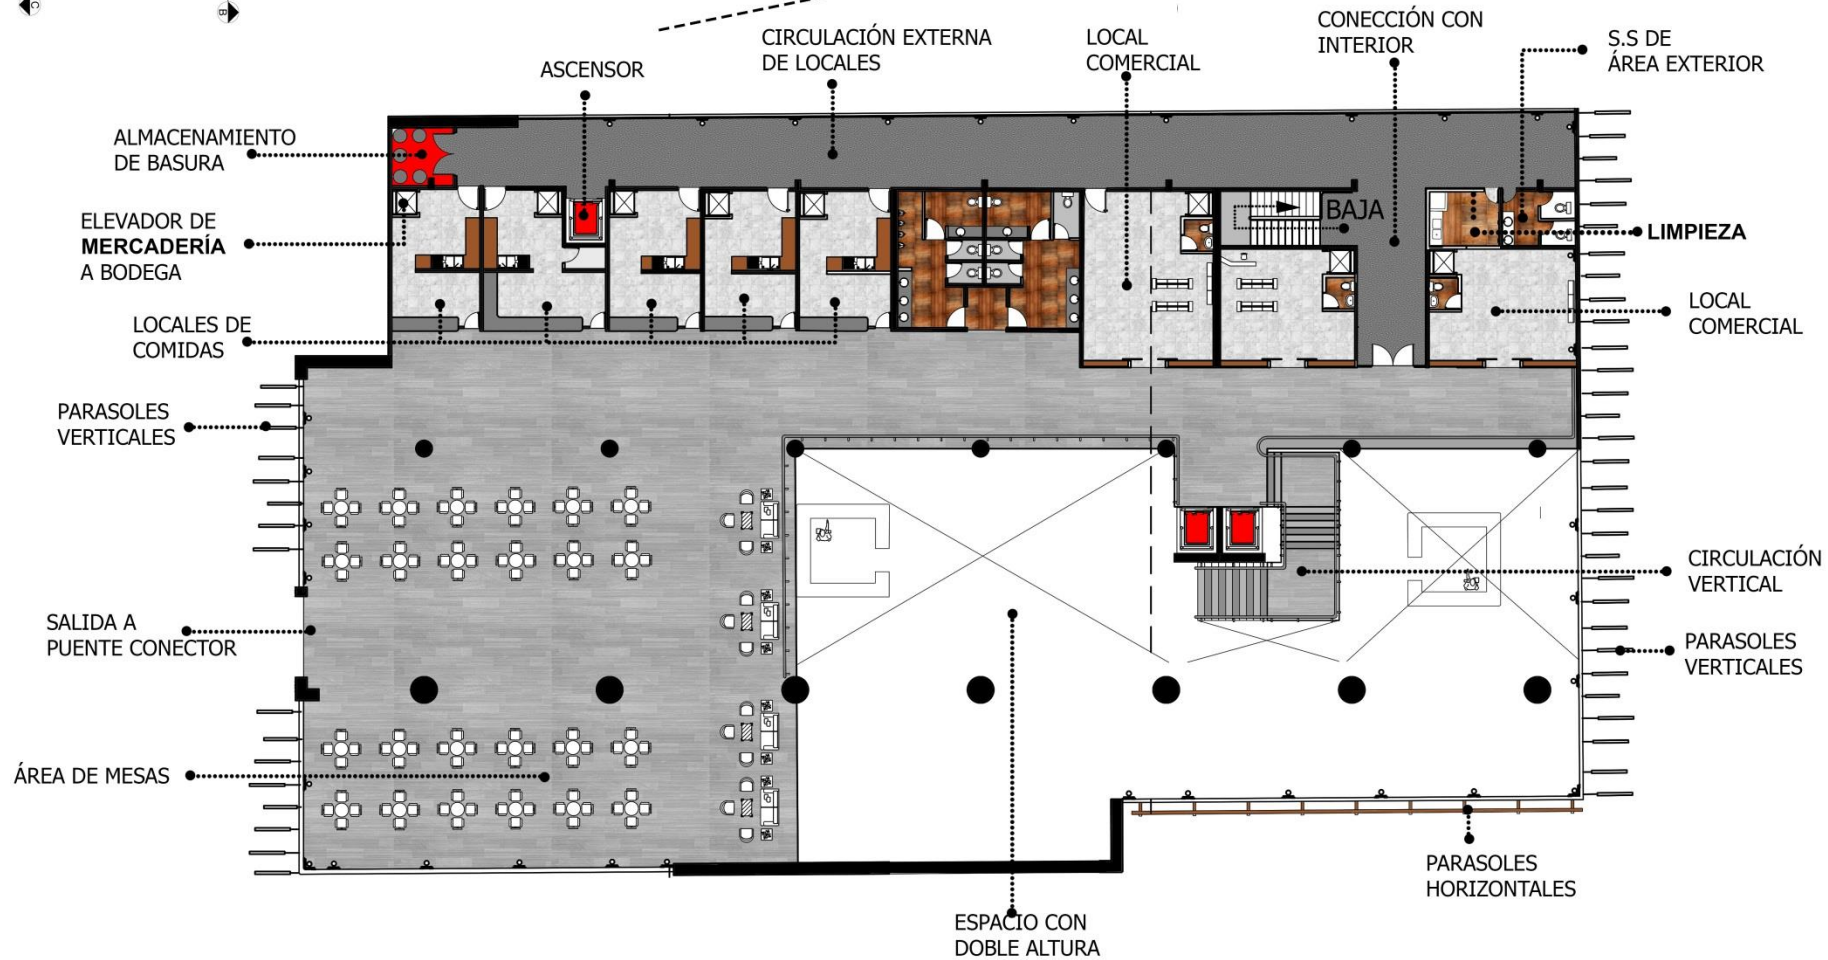 C
B
CIRCULACIÓN EXTERNA
DE LOCALES
LOCAL
COMERCIAL
CONECCIÓN CON
INTERIOR
S.S DE
ÁREA EXTERIOR
ASCENSOR
ALMACENAMIENTO
DE BASURA
ELEVADOR DE
MERCADERÍA
A BODEGA
BAJA
LIMPIEZA
LOCALES DE
COMIDAS
LOCAL
COMERCIAL
PARASOLES
VERTICALES
CIRCULACIÓN
VERTICAL
SALIDA A
PUENTE CONECTOR
PARASOLES
VERTICALES
ÁREA DE MESAS
PARASOLES
HORIZONTALES
ESPACIO CON
DOBLE ALTURA